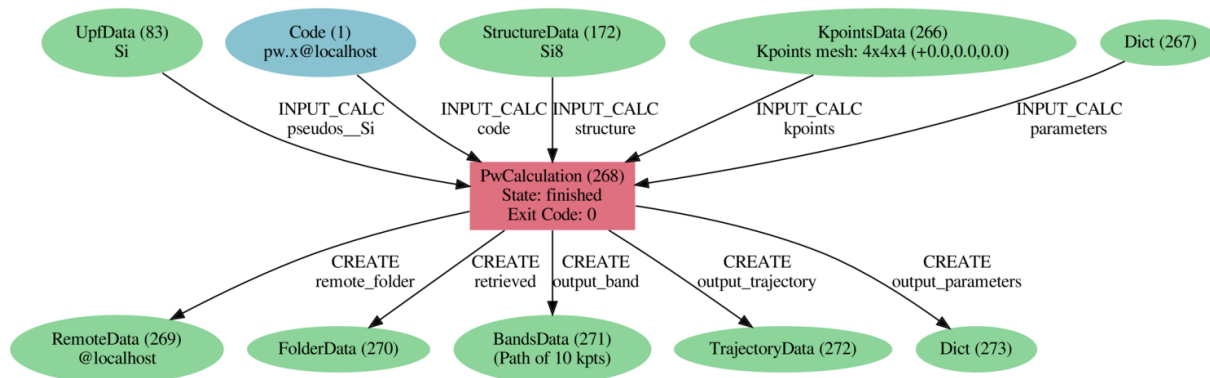 UpfData (83)
Si
Code (1)
pw.x@localhost
StructureData (172)
Si8
KpointsData (266)
Kpoints mesh: 4x4x4 (+0.0,0.0,0.0)
Dict (267)
INPUT_CALC
pseudos__Si
INPUT_CALC
code
INPUT_CALC
structure
INPUT_CALC
kpoints
INPUT_CALC
parameters
PwCalculation (268)
State: finished
Exit Code: 0
CREATE
remote_folder
CREATE
retrieved
CREATE
output_band
CREATE
output_trajectory
CREATE
output_parameters
RemoteData (269)
@localhost
FolderData (270)
BandsData (271)
(Path of 10 kpts)
TrajectoryData (272)
Dict (273)